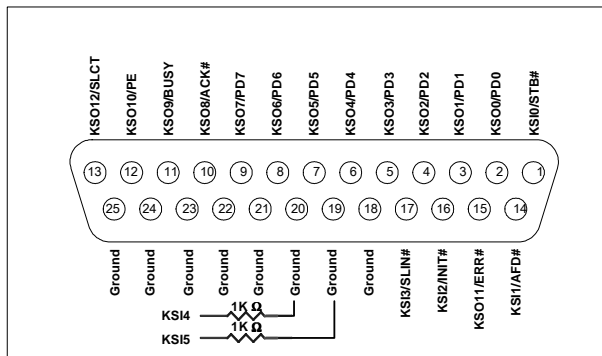 KSO12/SLCT
KSO10/PE
KSO9/BUSY
KSO8/ACK#
KSO7/PD7
KSO6/PD6
KSO5/PD5
KSO4/PD4
KSO3/PD3
KSO2/PD2
KSO1/PD1
KSO0/PD0
KSI0/STB#
13 12 11 10 9 8 7 6 5 4 3 2 1
25 24 23 22 21 20 19 18 17 16 15 14
Ground
Ground
Ground
Ground
Ground
Ground
Ground
Ground
KSI3/SLIN#
KSI2/INIT#
KSO11/ERR#
KSI1/AFD#
KSI4 1K Ω
KSI5 1K Ω